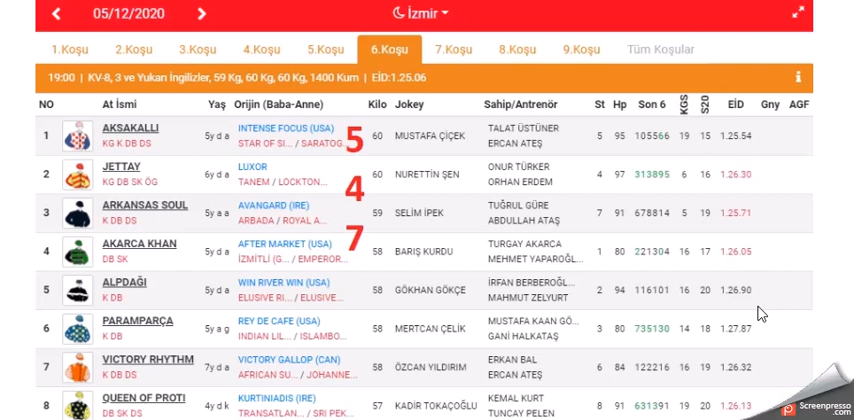 05/12/2020 İzmir
1.Koşu 2.Koşu 3.Koşu 4.Koşu 5.Koşu 6.Koşu 7.Koşu 8.Koşu 9.Koşu Tüm Koşular
19:00 | KV-8, 3 ve Yukarı İngilizler, 59 Kg, 60 Kg, 60 Kg, 1400 Kum | EİD:1.25.06
NO At İsmi Yaş Orijin (Baba-Anne) Kilo Jokey Sahip/Antrenör St Hp Son 6 KGS S20 EİD Gny AGF
1 AKSAKALLI 5y d a INTENSE FOCUS (USA) 60 MUSTAFA ÇİÇEK TALAT ÜSTÜNER 5 95 105566 19 15 1.25.54
KG K DB DS STAR OF SI... / SARATOG... ERCAN ATEŞ
5
2 JETTAY 6y d a LUXOR 60 NURETTİN ŞEN ONUR TÜRKER 4 97 313895 6 16 1.26.30
KG DB SK ÖG TANEM / LOCKTON... ORHAN ERDEM
4
3 ARKANSAS SOUL 5y a a AVANGARD (IRE) 59 SELİM İPEK TUĞRUL GÜRE 7 91 678814 5 19 1.25.71
K DB DS ARBADA / ROYAL A... ABDULLAH ATAŞ
7
4 AKARCA KHAN 5y d a AFTER MARKET (USA) 58 BARIŞ KURDU TURGAY AKARCA 1 80 221304 16 17 1.26.05
DB SK İZMİTLİ (G... / EMPEROR... MEHMET YAPAROĞL...
5 ALPDAĞI 5y d a WIN RIVER WIN (USA) 58 GÖKHAN GÖKÇE İRFAN BERBEROĞL... 2 94 116101 16 20 1.26.90
K DB ELUSIVE RI... / ELUSIVE... MAHMUT ZELYURT
6 PARAMPARÇA 5y a g REY DE CAFE (USA) 58 MERTCAN ÇELİK MUSTAFA KAAN GÖ... 3 80 735130 14 18 1.27.87
K DB INDIAN LIL... / ISLAMBO... GANİ HALKATAŞ
7 VICTORY RHYTHM 7y d a VICTORY GALLOP (CAN) 58 ÖZCAN YILDIRIM ERKAN BAL 6 84 122216 16 19 1.26.32
K DB DS AFRICAN SU... / JOHANNE... ERCAN ATEŞ
8 QUEEN OF PROTI 4y d k KURTINIADIS (IRE) 57 KADİR TOKAÇOĞLU KEMAL KURT 8 91 631391 19 20 1.26.13
DB SK DS TRANSATLAN... / SRI PEK... TUNCAY PELEN
Screenpresso
.com